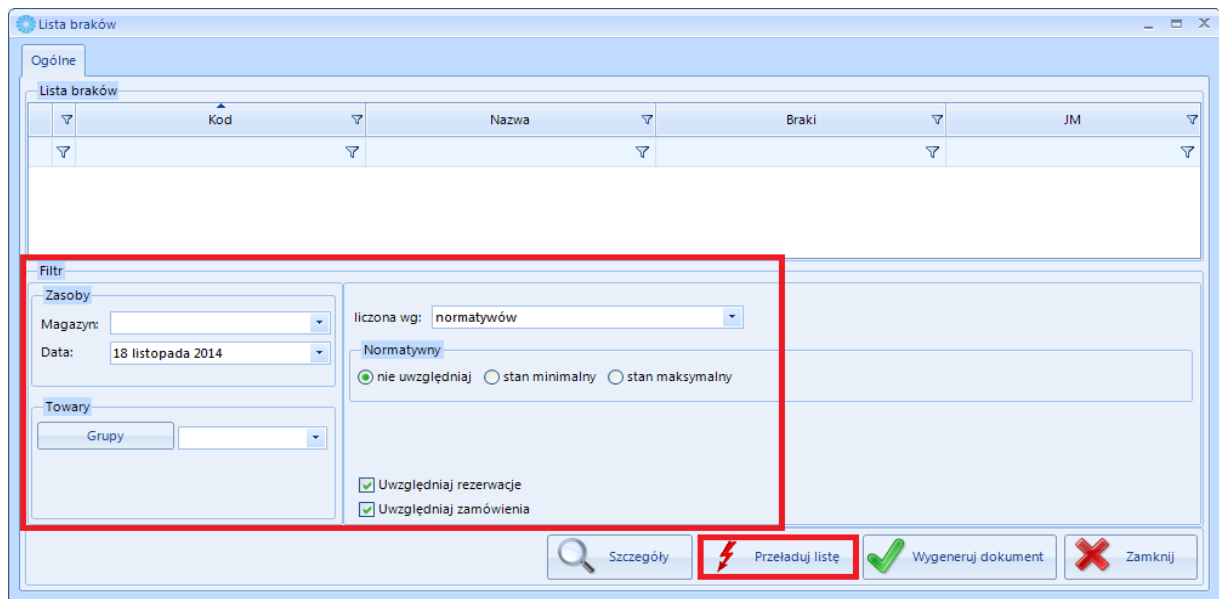 Lista braków
Ogólne
Lista braków
Kod Nazwa Braki JM
Filtr
Zasoby
Magazyn:
Data: 18 listopada 2014
Towary
Grupy
liczona wg: normatywów
Normatywny
nie uwzględniaj stan minimalny stan maksymalny
Uwzględniaj rezerwacje
Uwzględniaj zamówienia
Szczegóły Przeładuj listę Wygeneruj dokument Zamknij